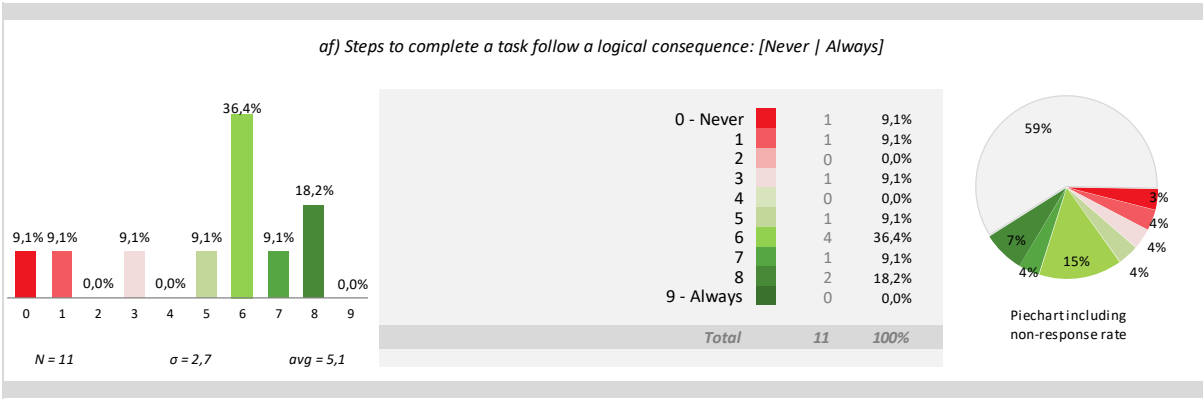 af) Steps to complete a task follow a logical consequence: [Never | Always]
36,4%
18,2%
9,1% 9,1% 9,1% 9,1% 9,1%
0,0% 0,0% 0,0%
0 1 2 3 4 5 6 7 8 9
N = 11 σ = 2,7 avg = 5,1
0 - Never 1 9,1%
1 1 9,1%
2 0 0,0%
3 1 9,1%
4 0 0,0%
5 1 9,1%
6 4 36,4%
7 1 9,1%
8 2 18,2%
9 - Always 0 0,0%
Total 11 100%
59%
3%
4%
4%
4%
15%
4%
7%
Piechart including
non-response rate